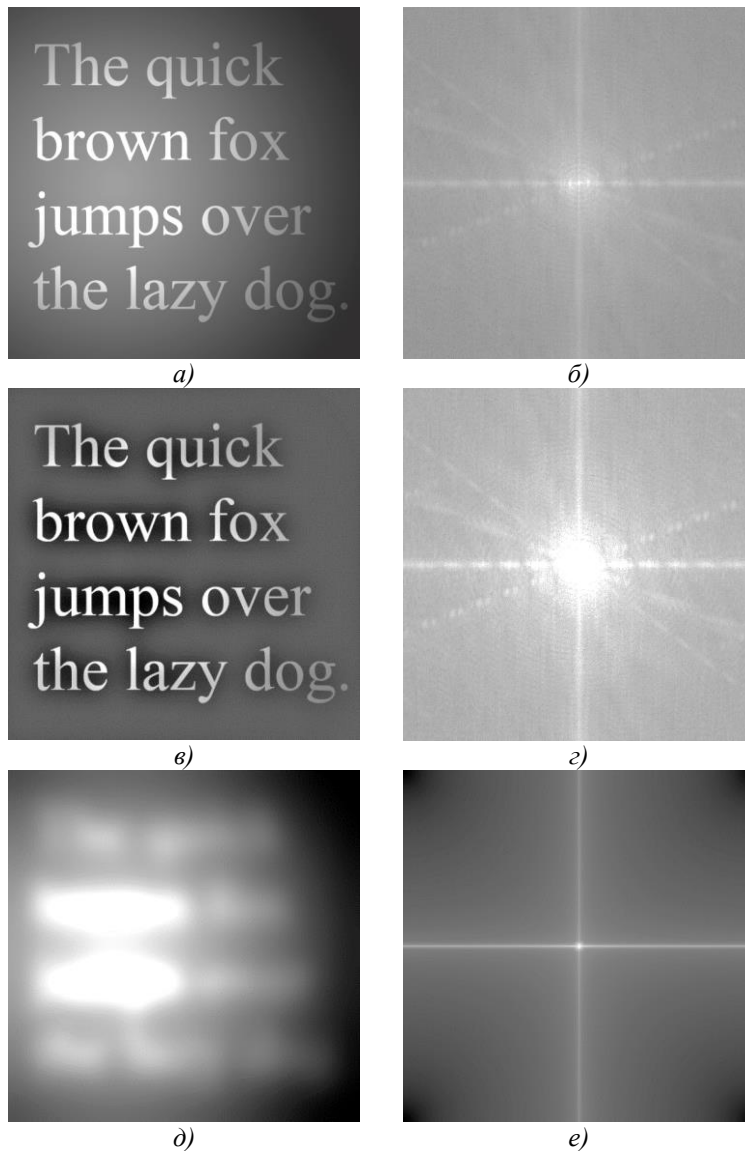 The quick
brown fox
jumps over
the lazy dog.
а)
б)
The quick
brown fox
jumps over
the lazy dog.
в)
г)
д)
е)